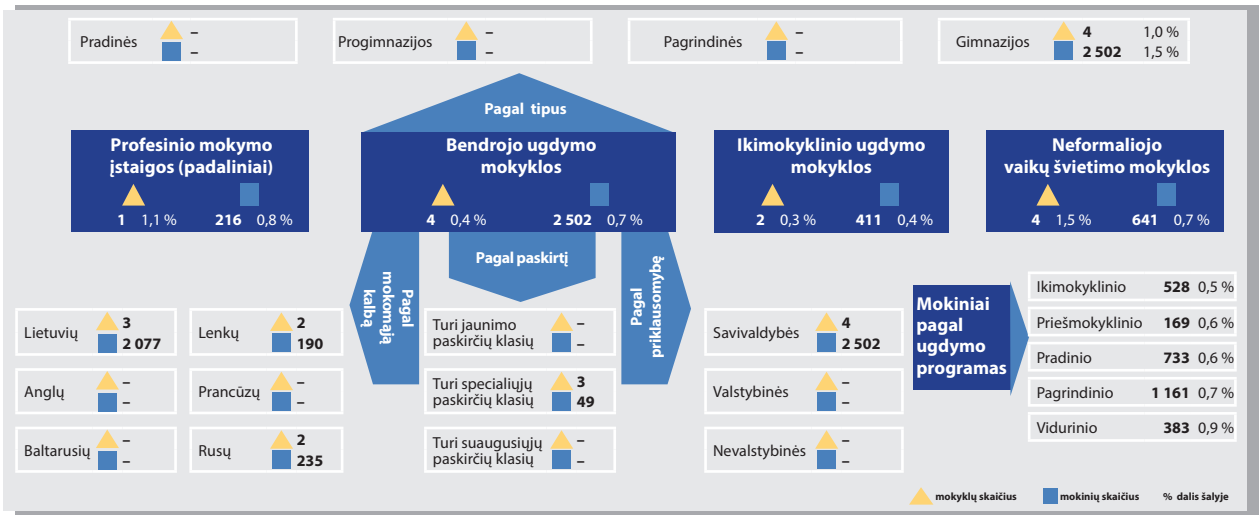 Pradinės
–
–
Progimnazijos
–
–
Pagrindinės
–
–
Gimnazijos
4 1,0 %
2 502 1,5 %
Pagal tipus
Profesinio mokymo
įstaigos (padaliniai)
1 1,1 % 216 0,8 %
Bendrojo ugdymo
mokyklos
4 0,4 % 2 502 0,7 %
Ikimokyklinio ugdymo
mokyklos
2 0,3 % 411 0,4 %
Neformaliojo
vaikų švietimo mokyklos
4 1,5 % 641 0,7 %
Pagal
mokomąją
kalbą
Pagal paskirtį
Pagal
priklausomybę
Lietuvių
3
2 077
Lenkų
2
190
Anglų
–
–
Prancūzų
–
–
Baltarusių
–
–
Rusų
2
235
Turi jaunimo
paskirčių klasių
–
–
Turi specialiųjų
paskirčių klasių
3
49
Turi suaugusiųjų
paskirčių klasių
–
–
Savivaldybės
4
2 502
Valstybinės
–
–
Nevalstybinės
–
–
Mokiniai
pagal
ugdymo
programas
Ikimokyklinio 528 0,5 %
Priešmokyklinio 169 0,6 %
Pradinio 733 0,6 %
Pagrindinio 1 161 0,7 %
Vidurinio 383 0,9 %
mokyklų skaičius mokinių skaičius % dalis šalyje